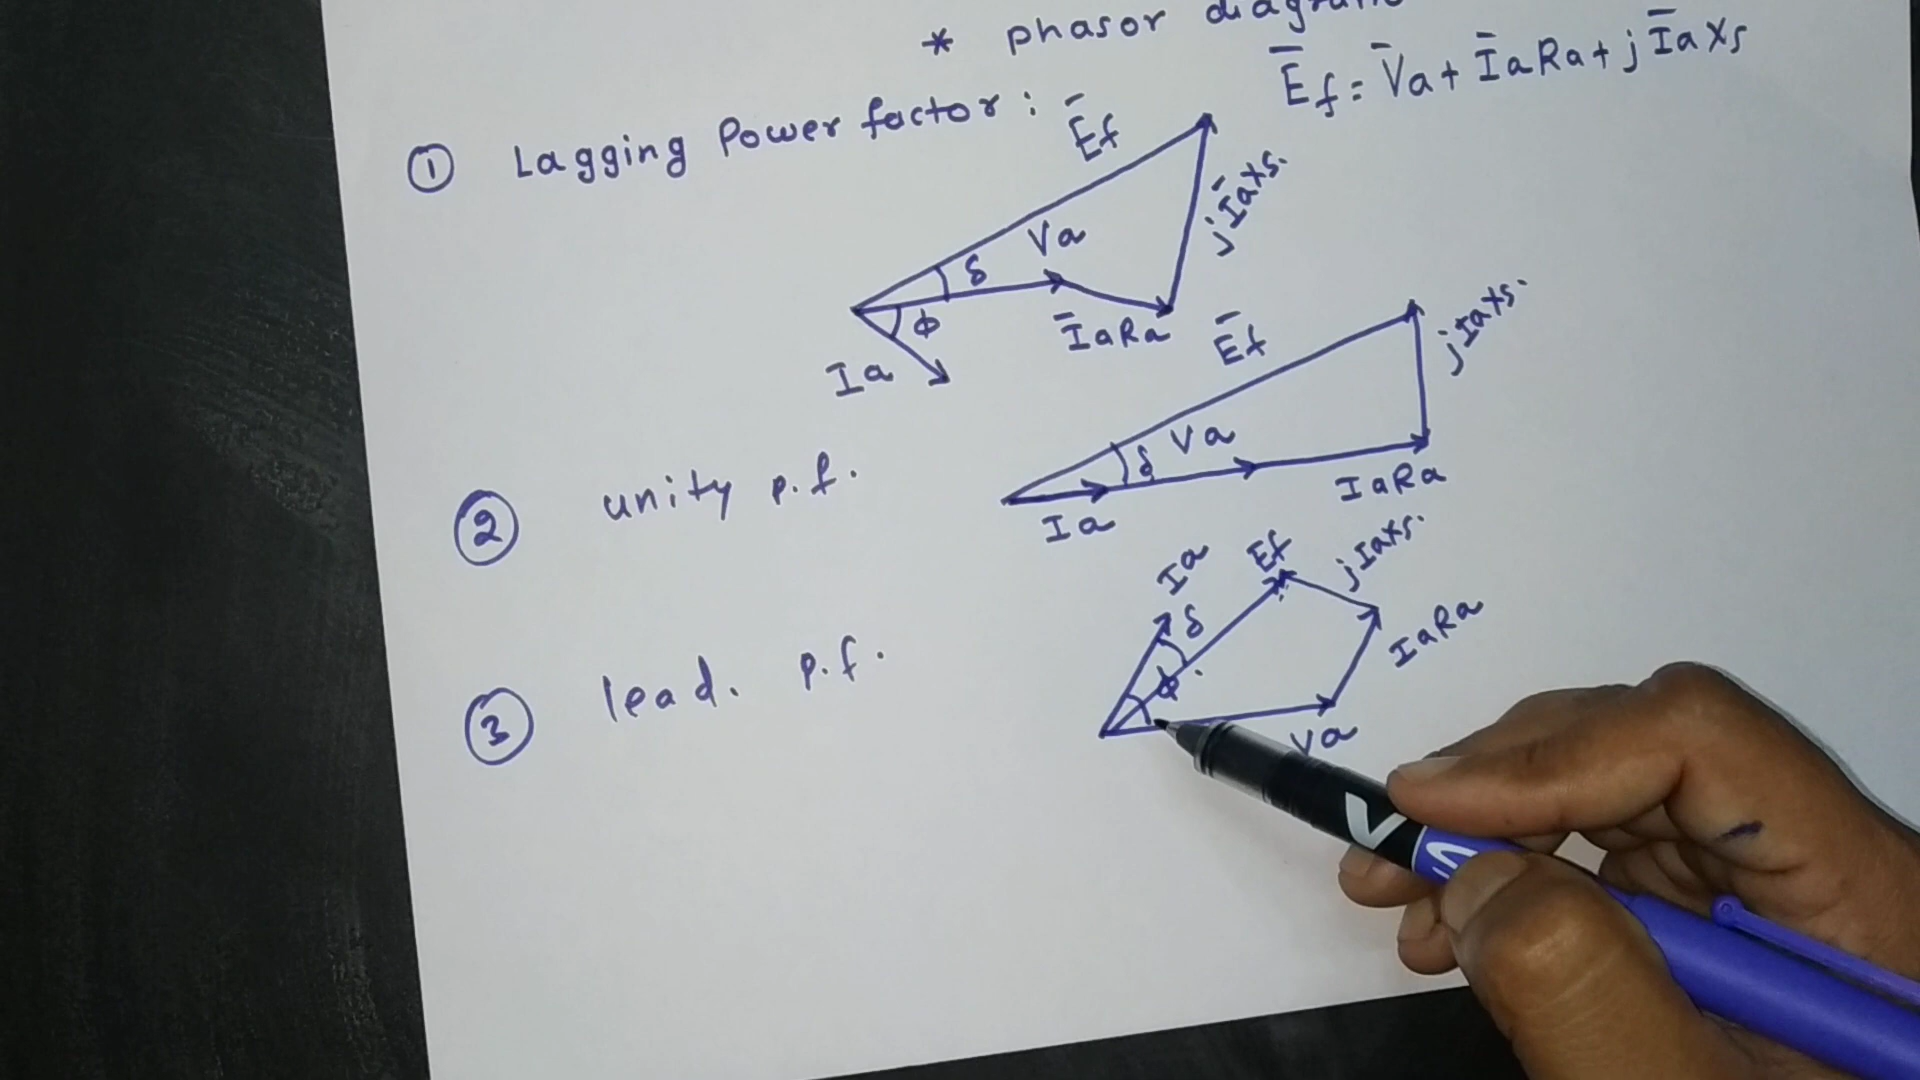 * phasor diagrams
Ēf = V̄a + ĪaRa + jĪaXs
① Lagging Power factor :
Ēf
jĪaXs.
Va
δ
ϕ
ĪaRa
Ia
② unity p.f.
Ēf
jIaXs.
Va
δ
IaRa
Ia
③ lead. p.f.
Ia
Ef
jIaXs.
δ
IaRa
ϕ.
Va
V